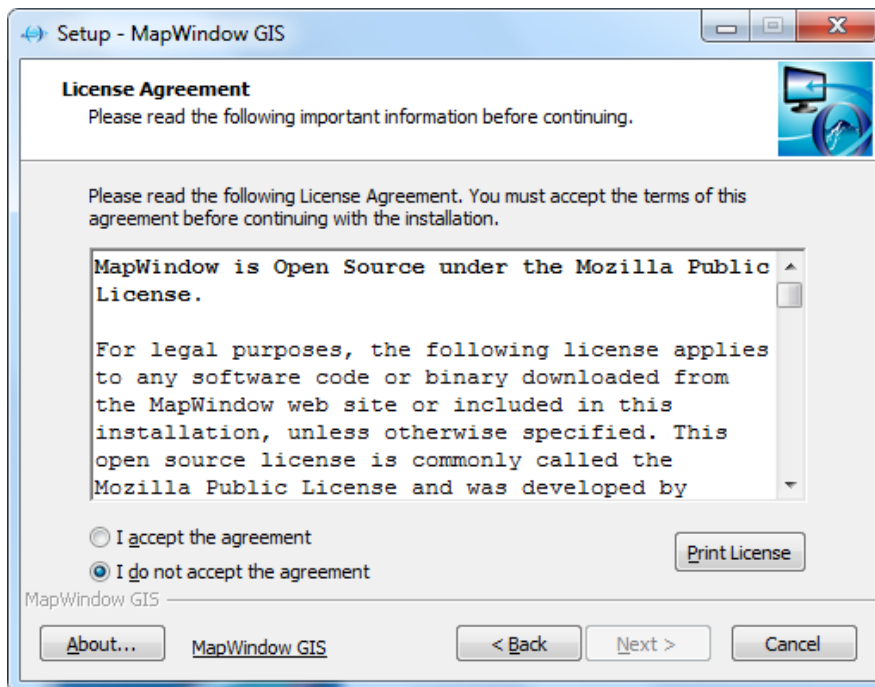 Setup - MapWindow GIS
License Agreement
Please read the following important information before continuing.
Please read the following License Agreement. You must accept the terms of this
agreement before continuing with the installation.
MapWindow is Open Source under the Mozilla Public
License.
For legal purposes, the following license applies
to any software code or binary downloaded from
the MapWindow web site or included in this
installation, unless otherwise specified. This
open source license is commonly called the
Mozilla Public License and was developed by
I accept the agreement
Print License
I do not accept the agreement
MapWindow GIS
About...
MapWindow GIS
< Back
Next >
Cancel